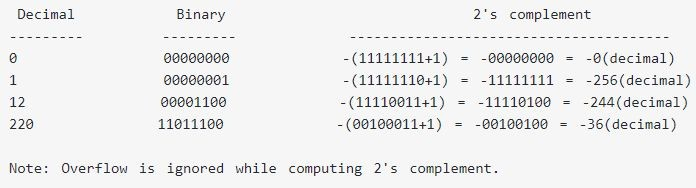 Decimal Binary 2's complement
--------- --------- -------------------------------------
0 00000000 -(11111111+1) = -00000000 = -0(decimal)
1 00000001 -(11111110+1) = -11111111 = -256(decimal)
12 00001100 -(11110011+1) = -11110100 = -244(decimal)
220 11011100 -(00100011+1) = -00100100 = -36(decimal)
Note: Overflow is ignored while computing 2's complement.